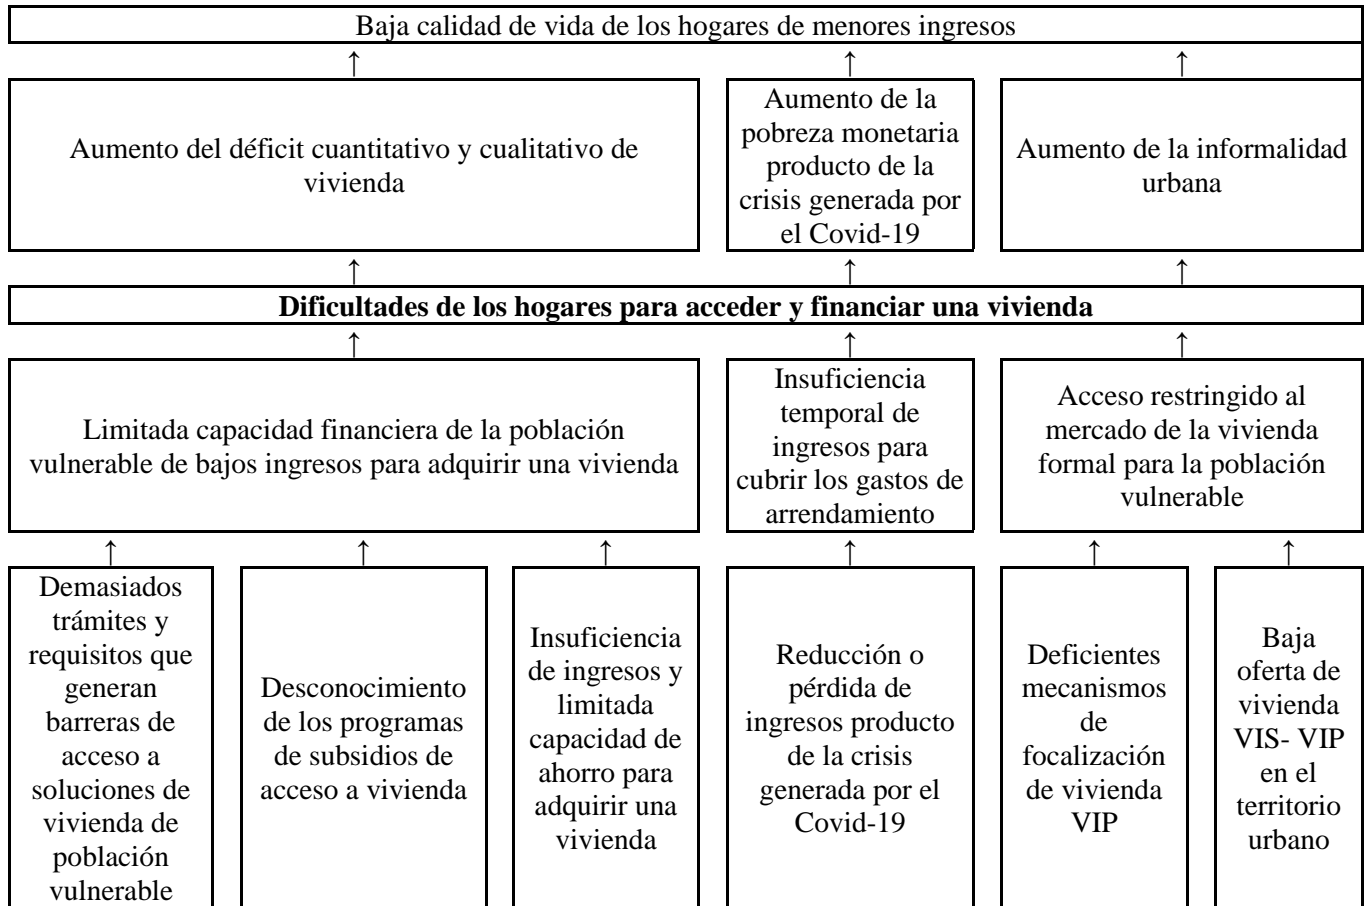 Baja calidad de vida de los hogares de menores ingresos
↑ ↑ ↑
Aumento del déficit cuantitativo y cualitativo de
vivienda
Aumento de la
pobreza monetaria
producto de la
crisis generada por
el Covid-19
Aumento de la informalidad
urbana
↑ ↑ ↑
Dificultades de los hogares para acceder y financiar una vivienda
↑ ↑ ↑
Limitada capacidad financiera de la población
vulnerable de bajos ingresos para adquirir una vivienda
Insuficiencia
temporal de
ingresos para
cubrir los gastos de
arrendamiento
Acceso restringido al
mercado de la vivienda
formal para la población
vulnerable
↑ ↑ ↑ ↑ ↑ ↑
Demasiados
trámites y
requisitos que
generan
barreras de
acceso a
soluciones de
vivienda de
población
vulnerable
Desconocimiento
de los programas
de subsidios de
acceso a vivienda
Insuficiencia
de ingresos y
limitada
capacidad de
ahorro para
adquirir una
vivienda
Reducción o
pérdida de
ingresos producto
de la crisis
generada por el
Covid-19
Deficientes
mecanismos
de
focalización
de vivienda
VIP
Baja
oferta de
vivienda
VIS- VIP
en el
territorio
urbano